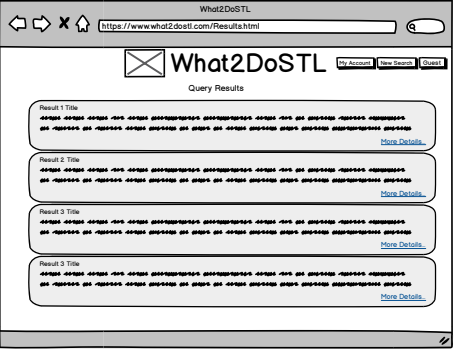 What2DoSTL
https://www.what2dostl.com/Results.html
What2DoSTL
My Account
New Search
Guest
Query Results
Result 1 Title
More Details..
Result 2 Title
More Details..
Result 3 Title
More Details..
Result 3 Title
More Details..